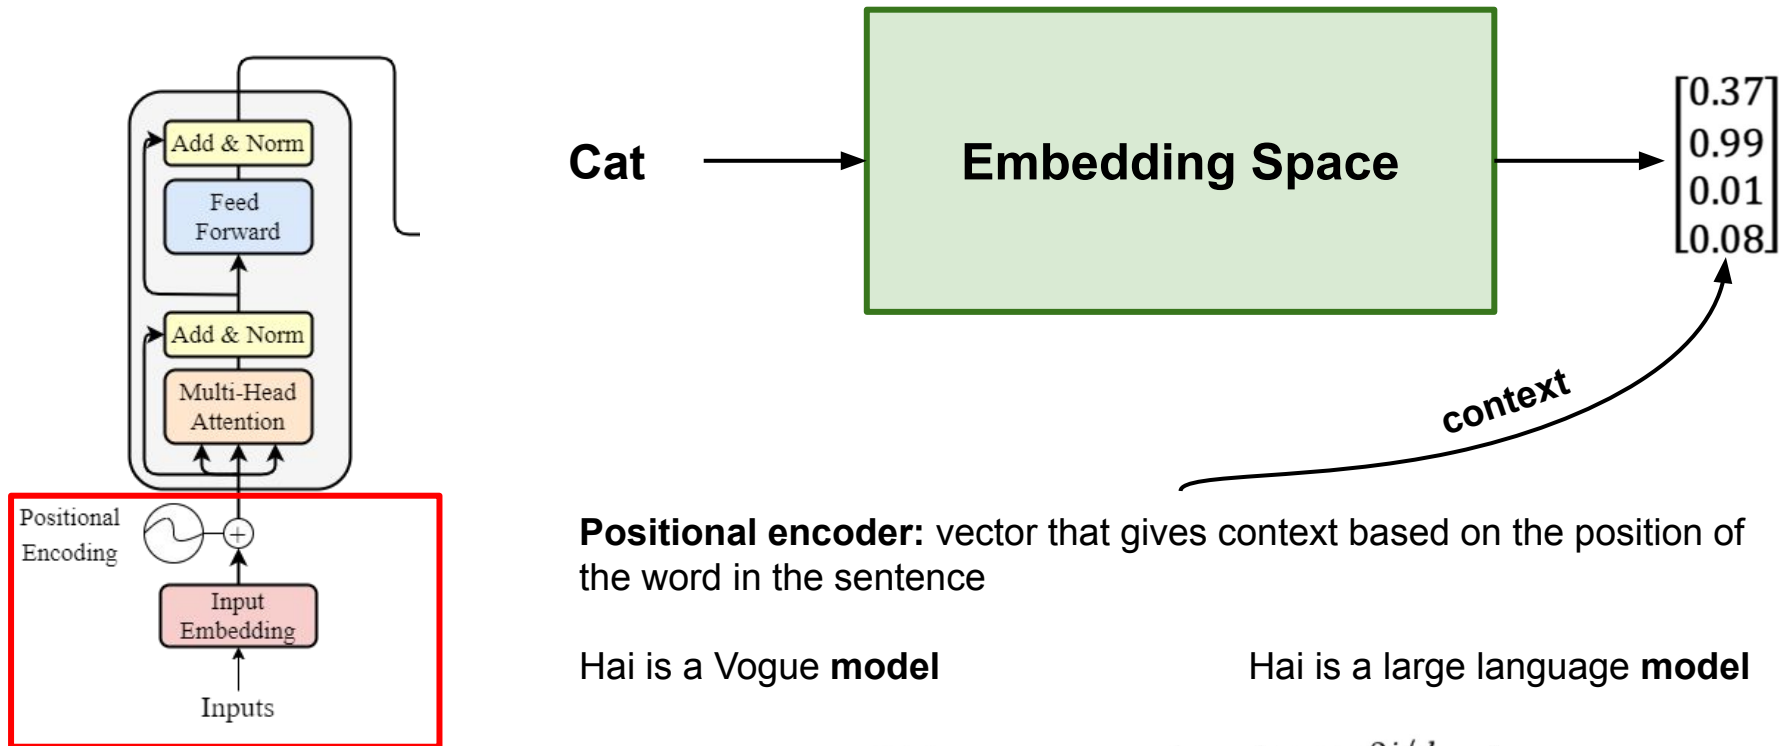 Add & Norm
Feed
Forward
Add & Norm
Multi-Head
Attention
Positional
Encoding
+
Input
Embedding
Inputs
Cat
Embedding Space
[0.37]
0.99
0.01
[0.08]
context
Positional encoder: vector that gives context based on the position of
the word in the sentence
Hai is a Vogue model
Hai is a large language model